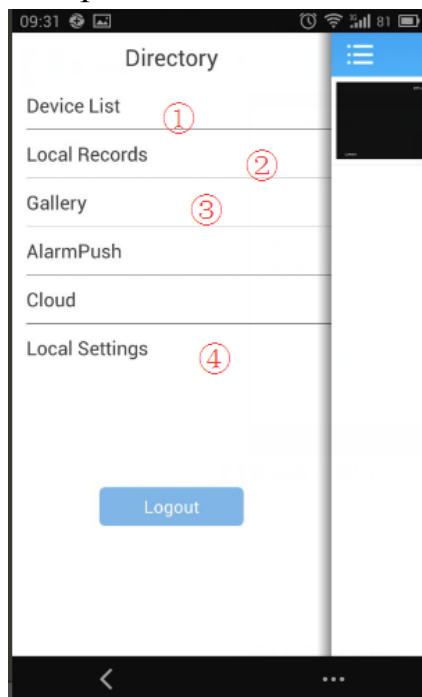 09:31 81
Directory
Device List ①
Local Records ②
Gallery ③
AlarmPush
Cloud
Local Settings ④
Logout